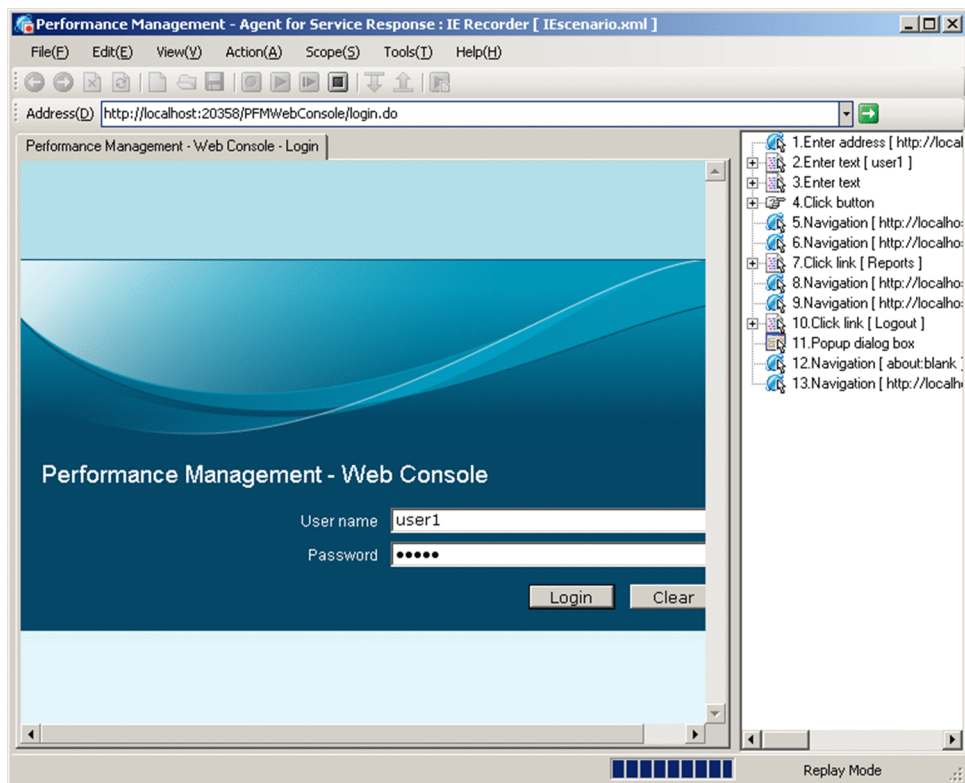 Performance Management - Agent for Service Response : IE Recorder [ IEscenario.xml ]
File(F) Edit(E) View(V) Action(A) Scope(S) Tools(T) Help(H)
Address(D) http://localhost:20358/PFMWebConsole/login.do
Performance Management - Web Console - Login
Performance Management - Web Console
User name user1
Password •••••
Login Clear
1.Enter address [ http://local
2.Enter text [ user1 ]
3.Enter text
4.Click button
5.Navigation [ http://localho
6.Navigation [ http://localho
7.Click link [ Reports ]
8.Navigation [ http://localho
9.Navigation [ http://localho
10.Click link [ Logout ]
11.Popup dialog box
12.Navigation [ about:blank ]
13.Navigation [ http://localh
Replay Mode